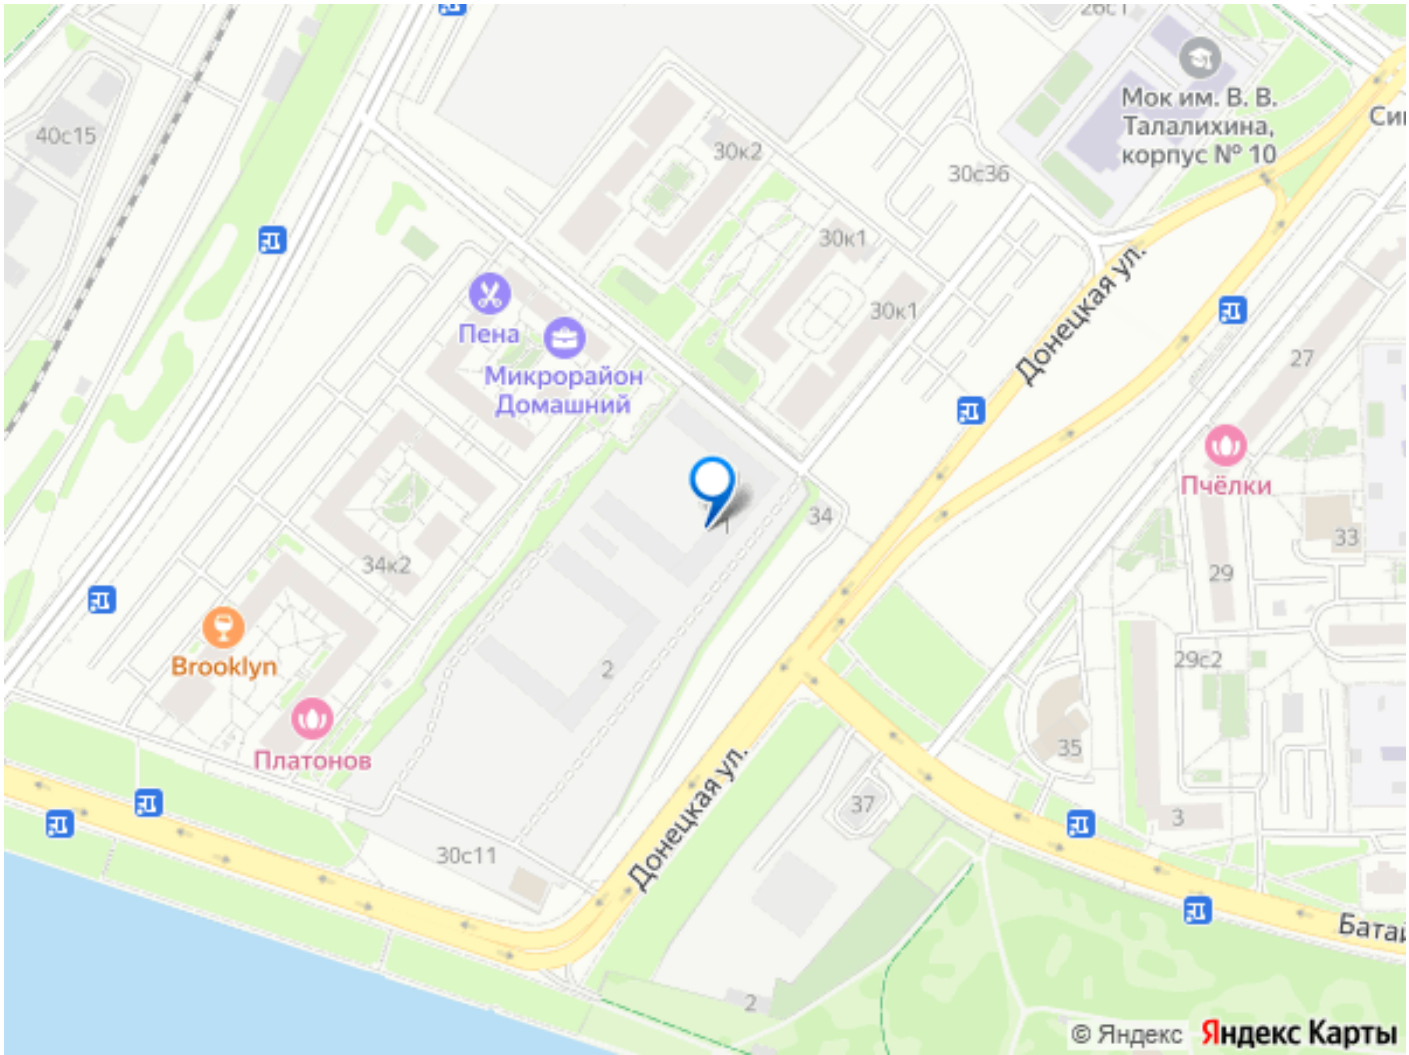 26с1
40с15
Мок им. В. В.
Талалихина,
корпус № 10
30к2
30с36
30к1
Донецкая ул.
Пена
30к1
Микрорайон
Домашний
27
Пчёлки
34
1
33
34к2
29
Brooklyn
2
29с2
Платонов
35
Донецкая ул.
37
3
30с11
2
© Яндекс Яндекс Карты